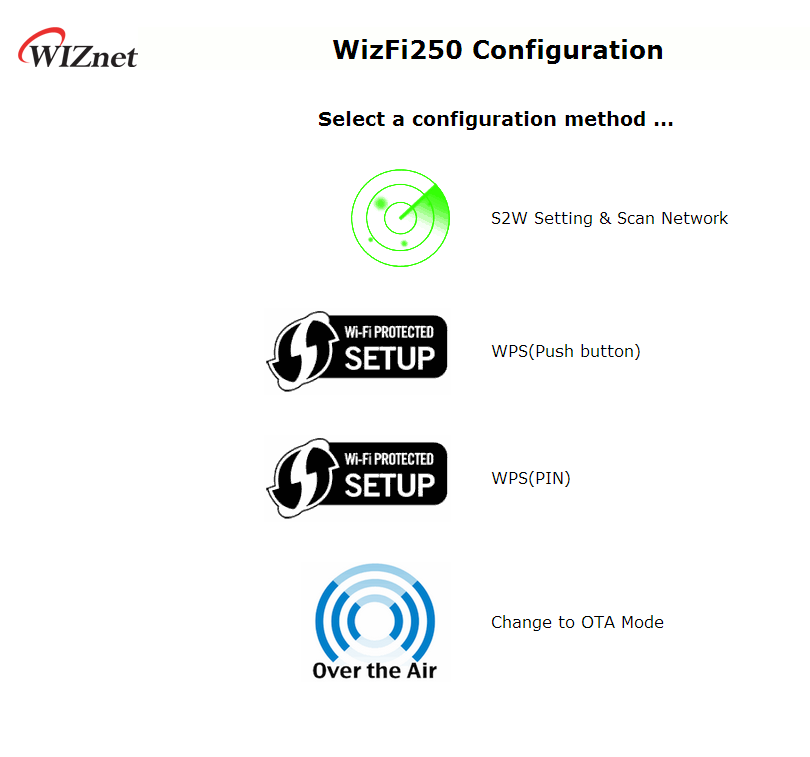 WIZnet
WizFi250 Configuration
Select a configuration method ...
S2W Setting & Scan Network
Wi-Fi PROTECTED
SETUP
WPS(Push button)
Wi-Fi PROTECTED
SETUP
WPS(PIN)
Over the Air
Change to OTA Mode